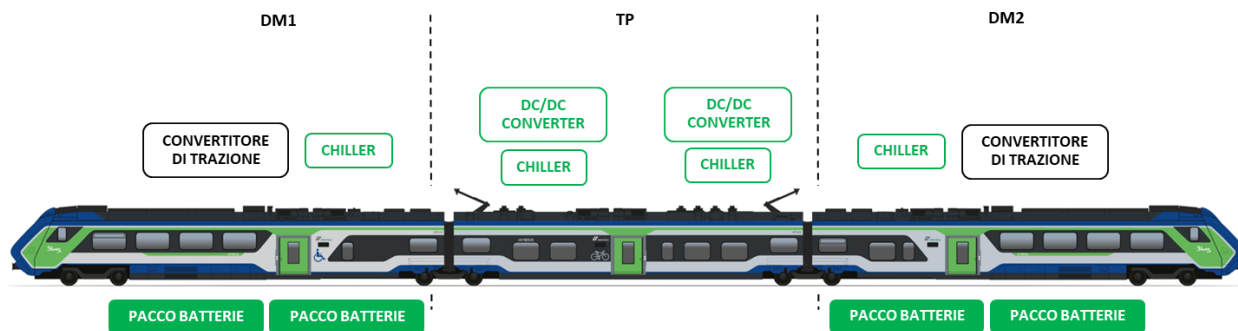 DM1
TP
DM2
DC/DC
CONVERTER
DC/DC
CONVERTER
CONVERTITORE
DI TRAZIONE
CHILLER
CHILLER
CHILLER
CHILLER
CONVERTITORE
DI TRAZIONE
PACCO BATTERIE
PACCO BATTERIE
PACCO BATTERIE
PACCO BATTERIE